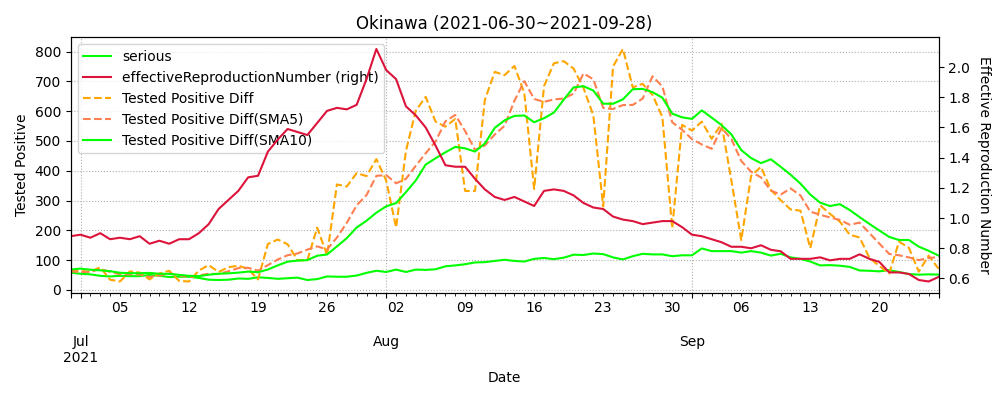 Okinawa (2021-06-30~2021-09-28)
serious
effectiveReproductionNumber (right)
Tested Positive Diff
Tested Positive Diff(SMA5)
Tested Positive Diff(SMA10)
Tested Positive
800
700
600
500
400
300
200
100
0
2.0
1.8
1.6
1.4
1.2
1.0
0.8
0.6
Effective Reproduction Number
05 12 19 26 02 09 16 23 30 06 13 20
Jul Aug Sep
2021
Date